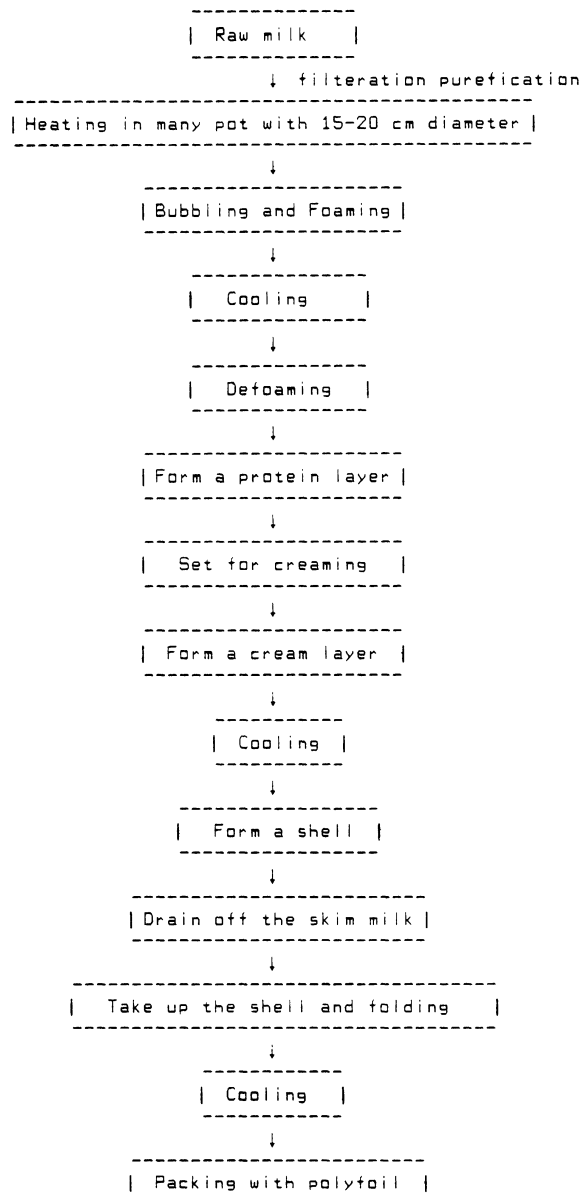 Raw milk
↓ filteration purefication
Heating in many pot with 15-20 cm diameter
↓
Bubbling and Foaming
↓
Cooling
↓
Defoaming
↓
Form a protein layer
↓
Set for creaming
↓
Form a cream layer
↓
Cooling
↓
Form a shell
↓
Drain off the skim milk
↓
Take up the shell and folding
↓
Cooling
↓
Packing with polyfoil